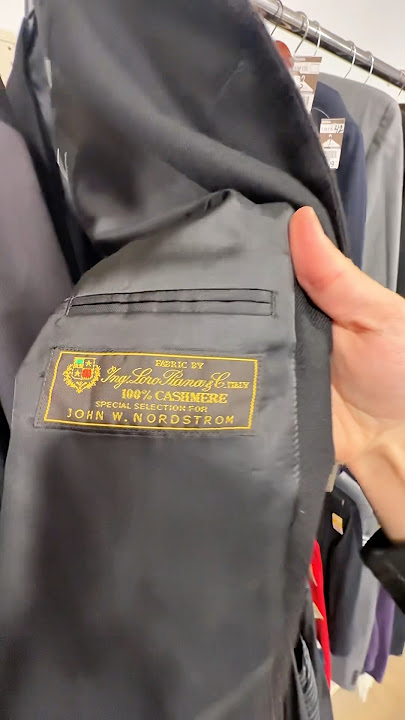 FABRIC BY
Ing. Loro Piana & C. ITALY
100% CASHMERE
SPECIAL SELECTION FOR
JOHN W. NORDSTROM